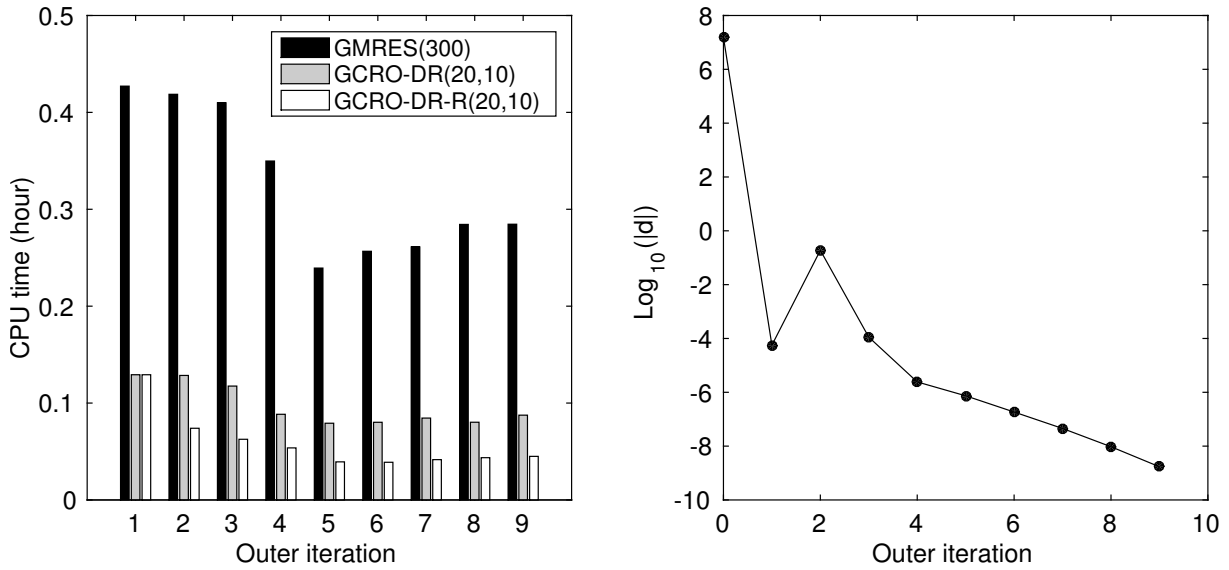 0.5
0.4
0.3
0.2
0.1
0
CPU time (hour)
GMRES(300)
GCRO-DR(20,10)
GCRO-DR-R(20,10)
1 2 3 4 5 6 7 8 9
Outer iteration
8
6
4
2
0
-2
-4
-6
-8
-10
Log10(|d|)
0 2 4 6 8 10
Outer iteration